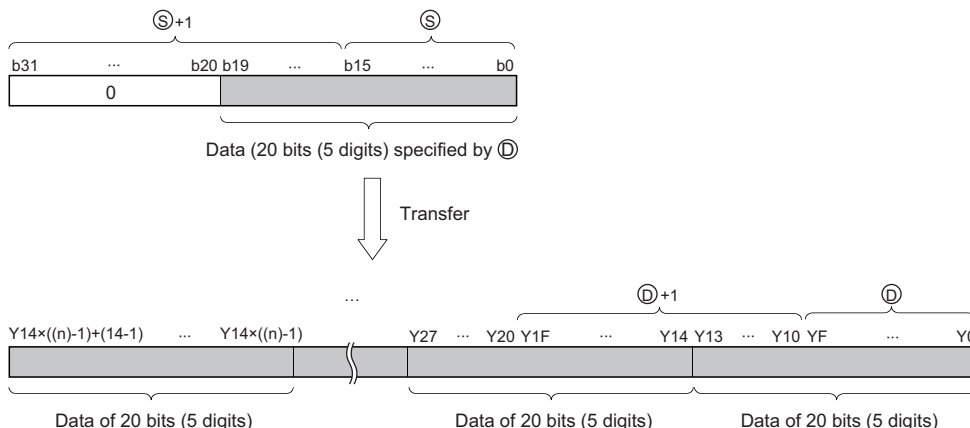 Ⓢ+1 Ⓢ
b31 ... b20 b19 ... b15 ... b0
0
Data (20 bits (5 digits) specified by Ⓓ
Transfer
...
Ⓓ+1 Ⓓ
Y14×((n)-1)+(14-1) ... Y14×((n)-1) Y27 ... Y20 Y1F ... Y14 Y13 ... Y10 YF ... Y0
Data of 20 bits (5 digits) Data of 20 bits (5 digits) Data of 20 bits (5 digits)